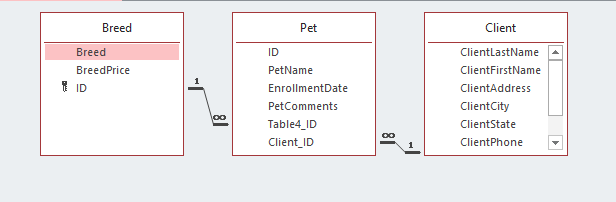 Breed
Breed
BreedPrice
ID
1
∞
Pet
ID
PetName
EnrollmentDate
PetComments
Table4_ID
Client_ID
∞
1
Client
ClientLastName
ClientFirstName
ClientAddress
ClientCity
ClientState
ClientPhone